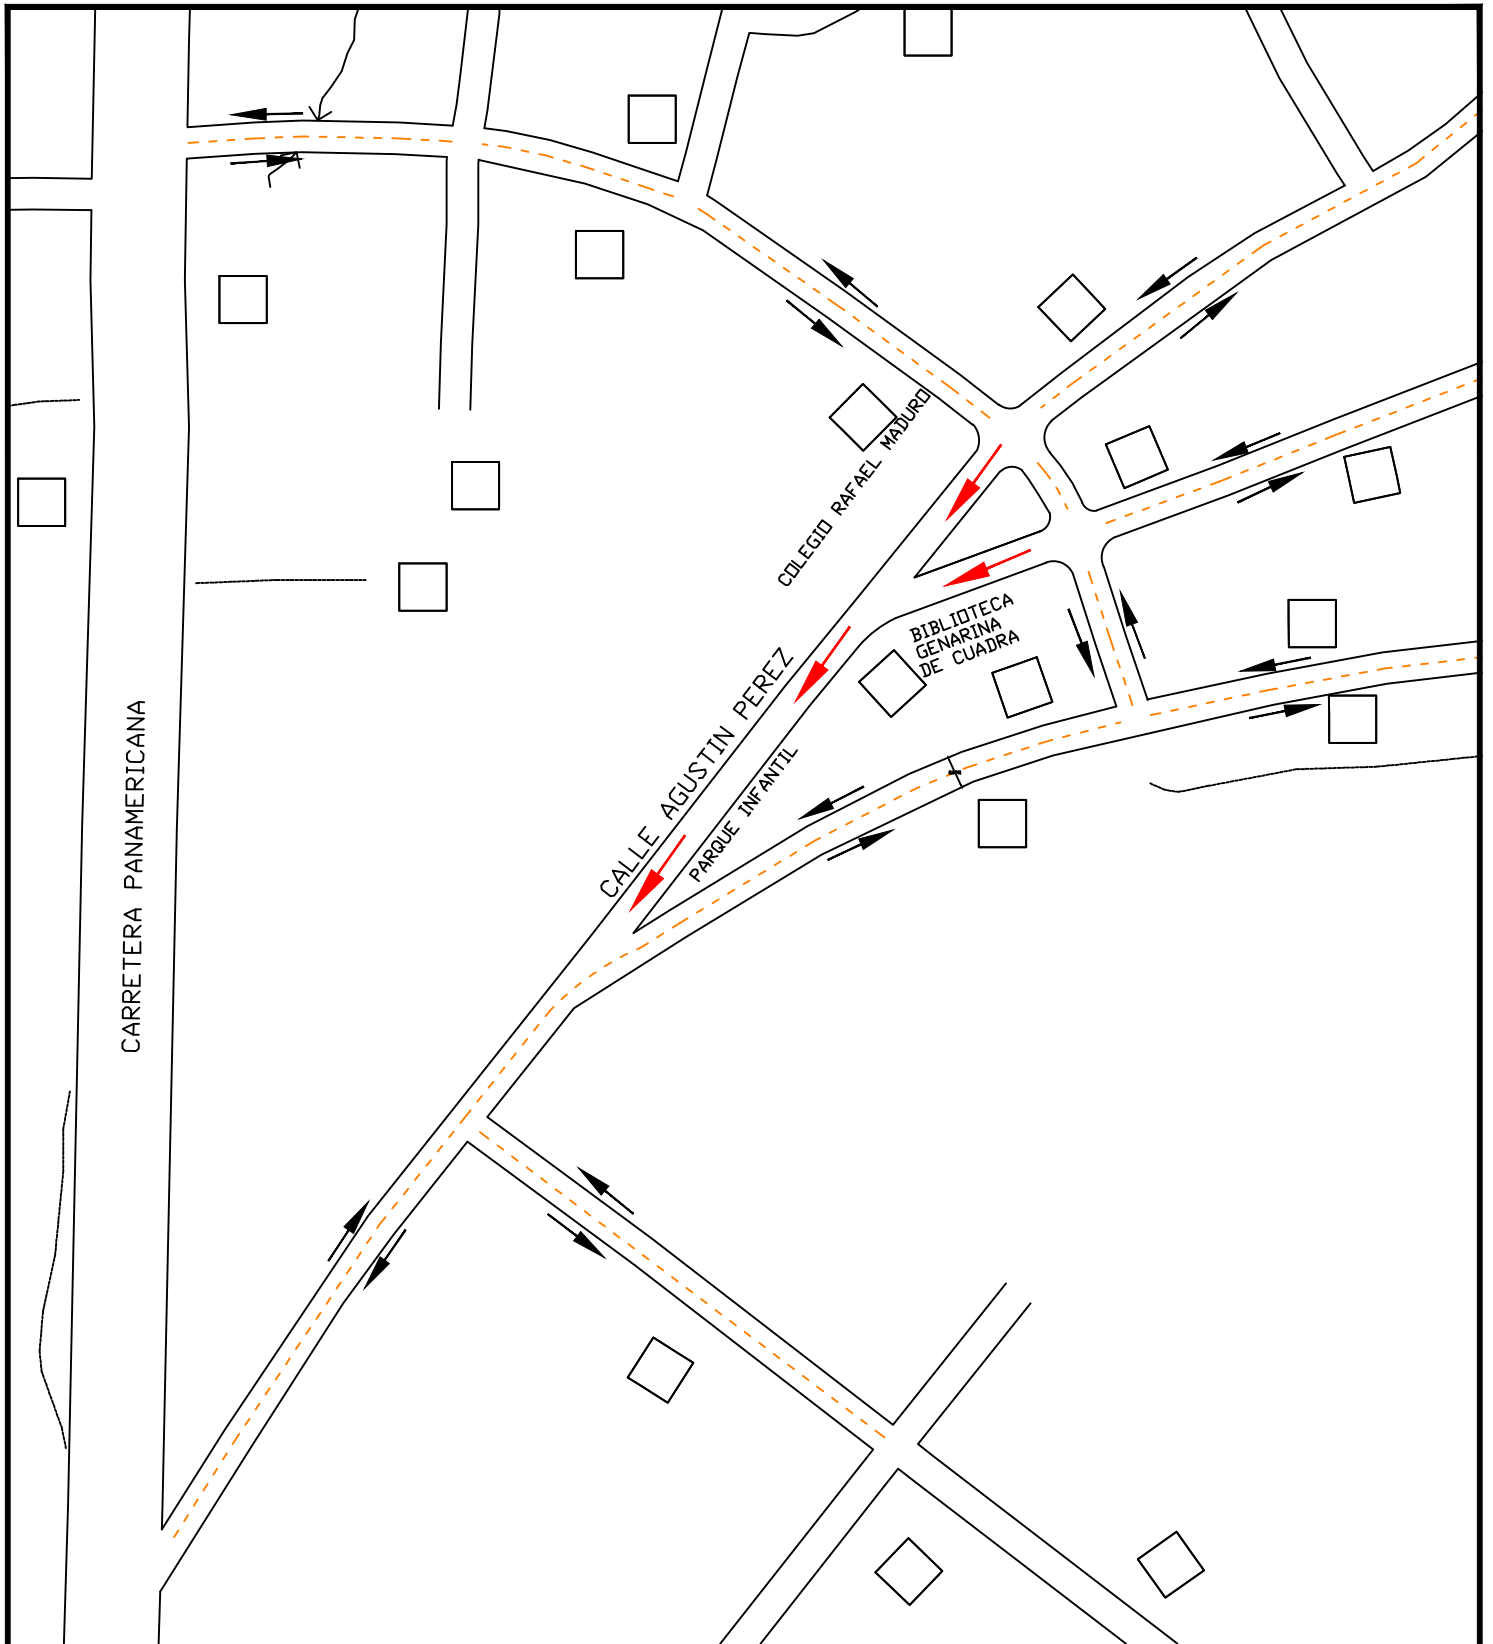 COLEGIO RAFAEL MADURO
BIBLIOTECA
GENARINA
DE CUADRA
CALLE AGUSTIN PEREZ
PARQUE INFANTIL
CARRETERA PANAMERICANA